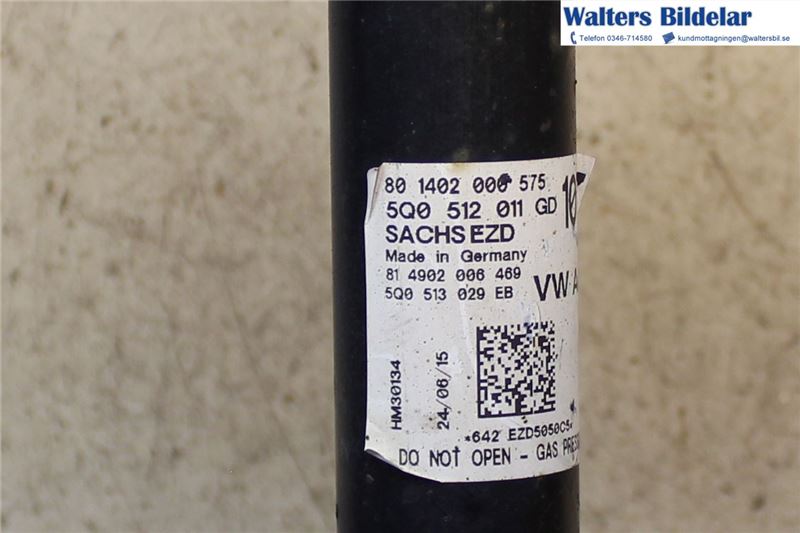 Walters Bildelar
Telefon 0346-714580 kundmottagningen@waltersbil.se
80 1402 000 575
5Q0 512 011 GD
10
SACHS EZD
Made in Germany
81 4902 006 469
5Q0 513 029 EB
VW
HM30134
24/06/15
*642 EZD5050C5*
DO NOT OPEN - GAS